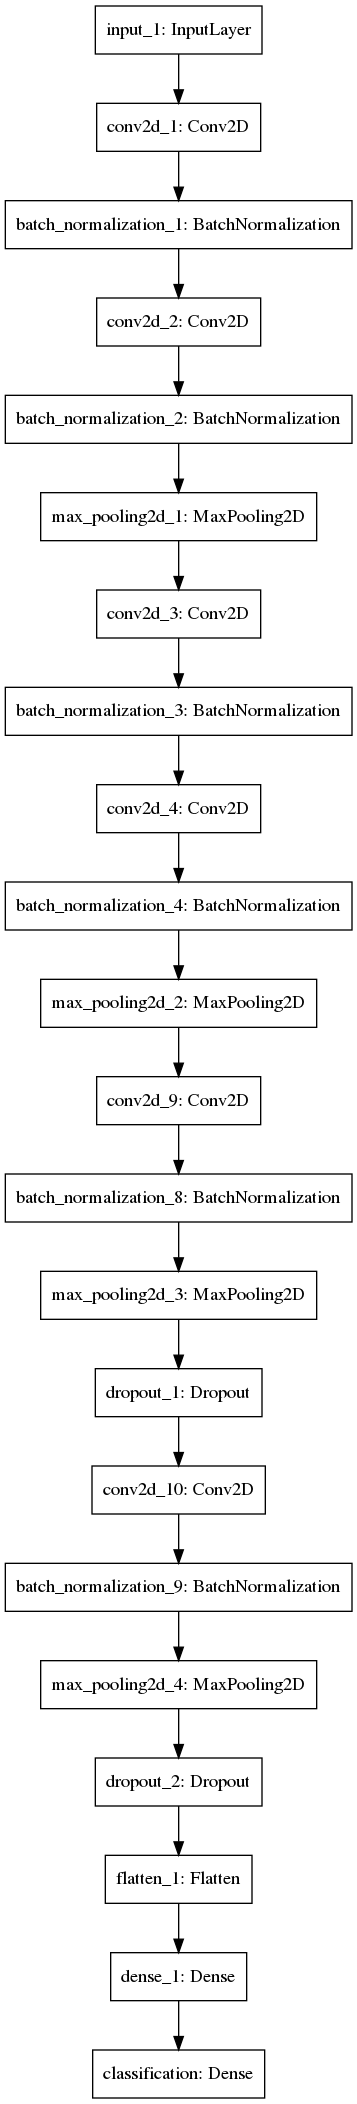 input_1: InputLayer
conv2d_1: Conv2D
batch_normalization_1: BatchNormalization
conv2d_2: Conv2D
batch_normalization_2: BatchNormalization
max_pooling2d_1: MaxPooling2D
conv2d_3: Conv2D
batch_normalization_3: BatchNormalization
conv2d_4: Conv2D
batch_normalization_4: BatchNormalization
max_pooling2d_2: MaxPooling2D
conv2d_9: Conv2D
batch_normalization_8: BatchNormalization
max_pooling2d_3: MaxPooling2D
dropout_1: Dropout
conv2d_10: Conv2D
batch_normalization_9: BatchNormalization
max_pooling2d_4: MaxPooling2D
dropout_2: Dropout
flatten_1: Flatten
dense_1: Dense
classification: Dense